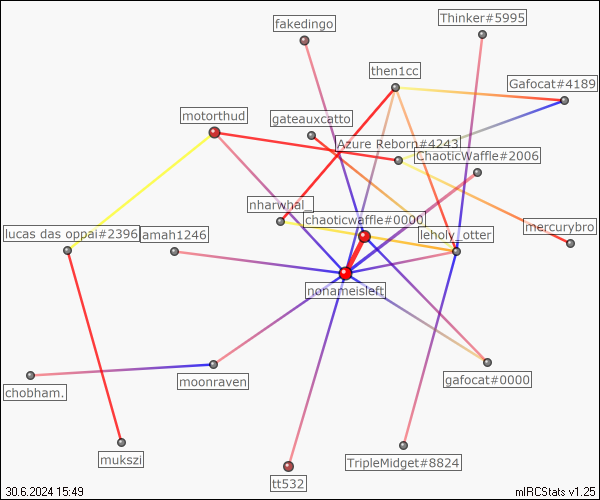 fakedingo
Thinker#5995
then1cc
Gafocat#4189
motorthud
gateauxcatto
Azure Reborn#4243
ChaoticWaffle#2006
nharwhal_
chaoticwaffle#0000
lucas das oppai#2396
amah1246
leholy_otter
mercurybro
nonameisleft
chobham.
moonraven
gafocat#0000
mukszi
TripleMidget#8824
tt532
30.6.2024 15:49
mIRCStats v1.25